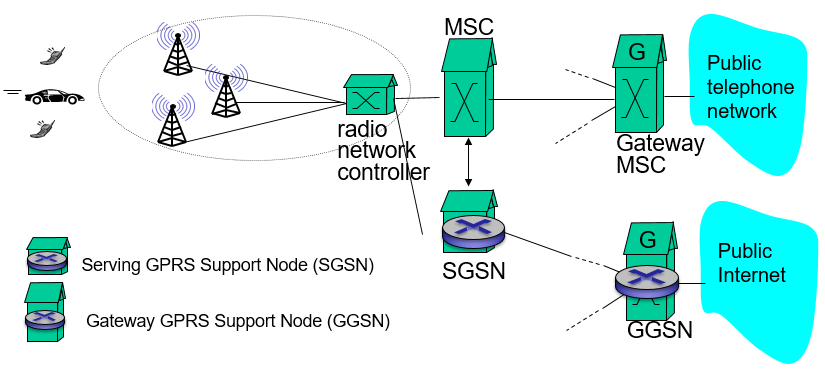 MSC
G
Public
telephone
network
radio
network
controller
Gateway
MSC
SGSN
G
Public
Internet
GGSN
Serving GPRS Support Node (SGSN)
Gateway GPRS Support Node (GGSN)